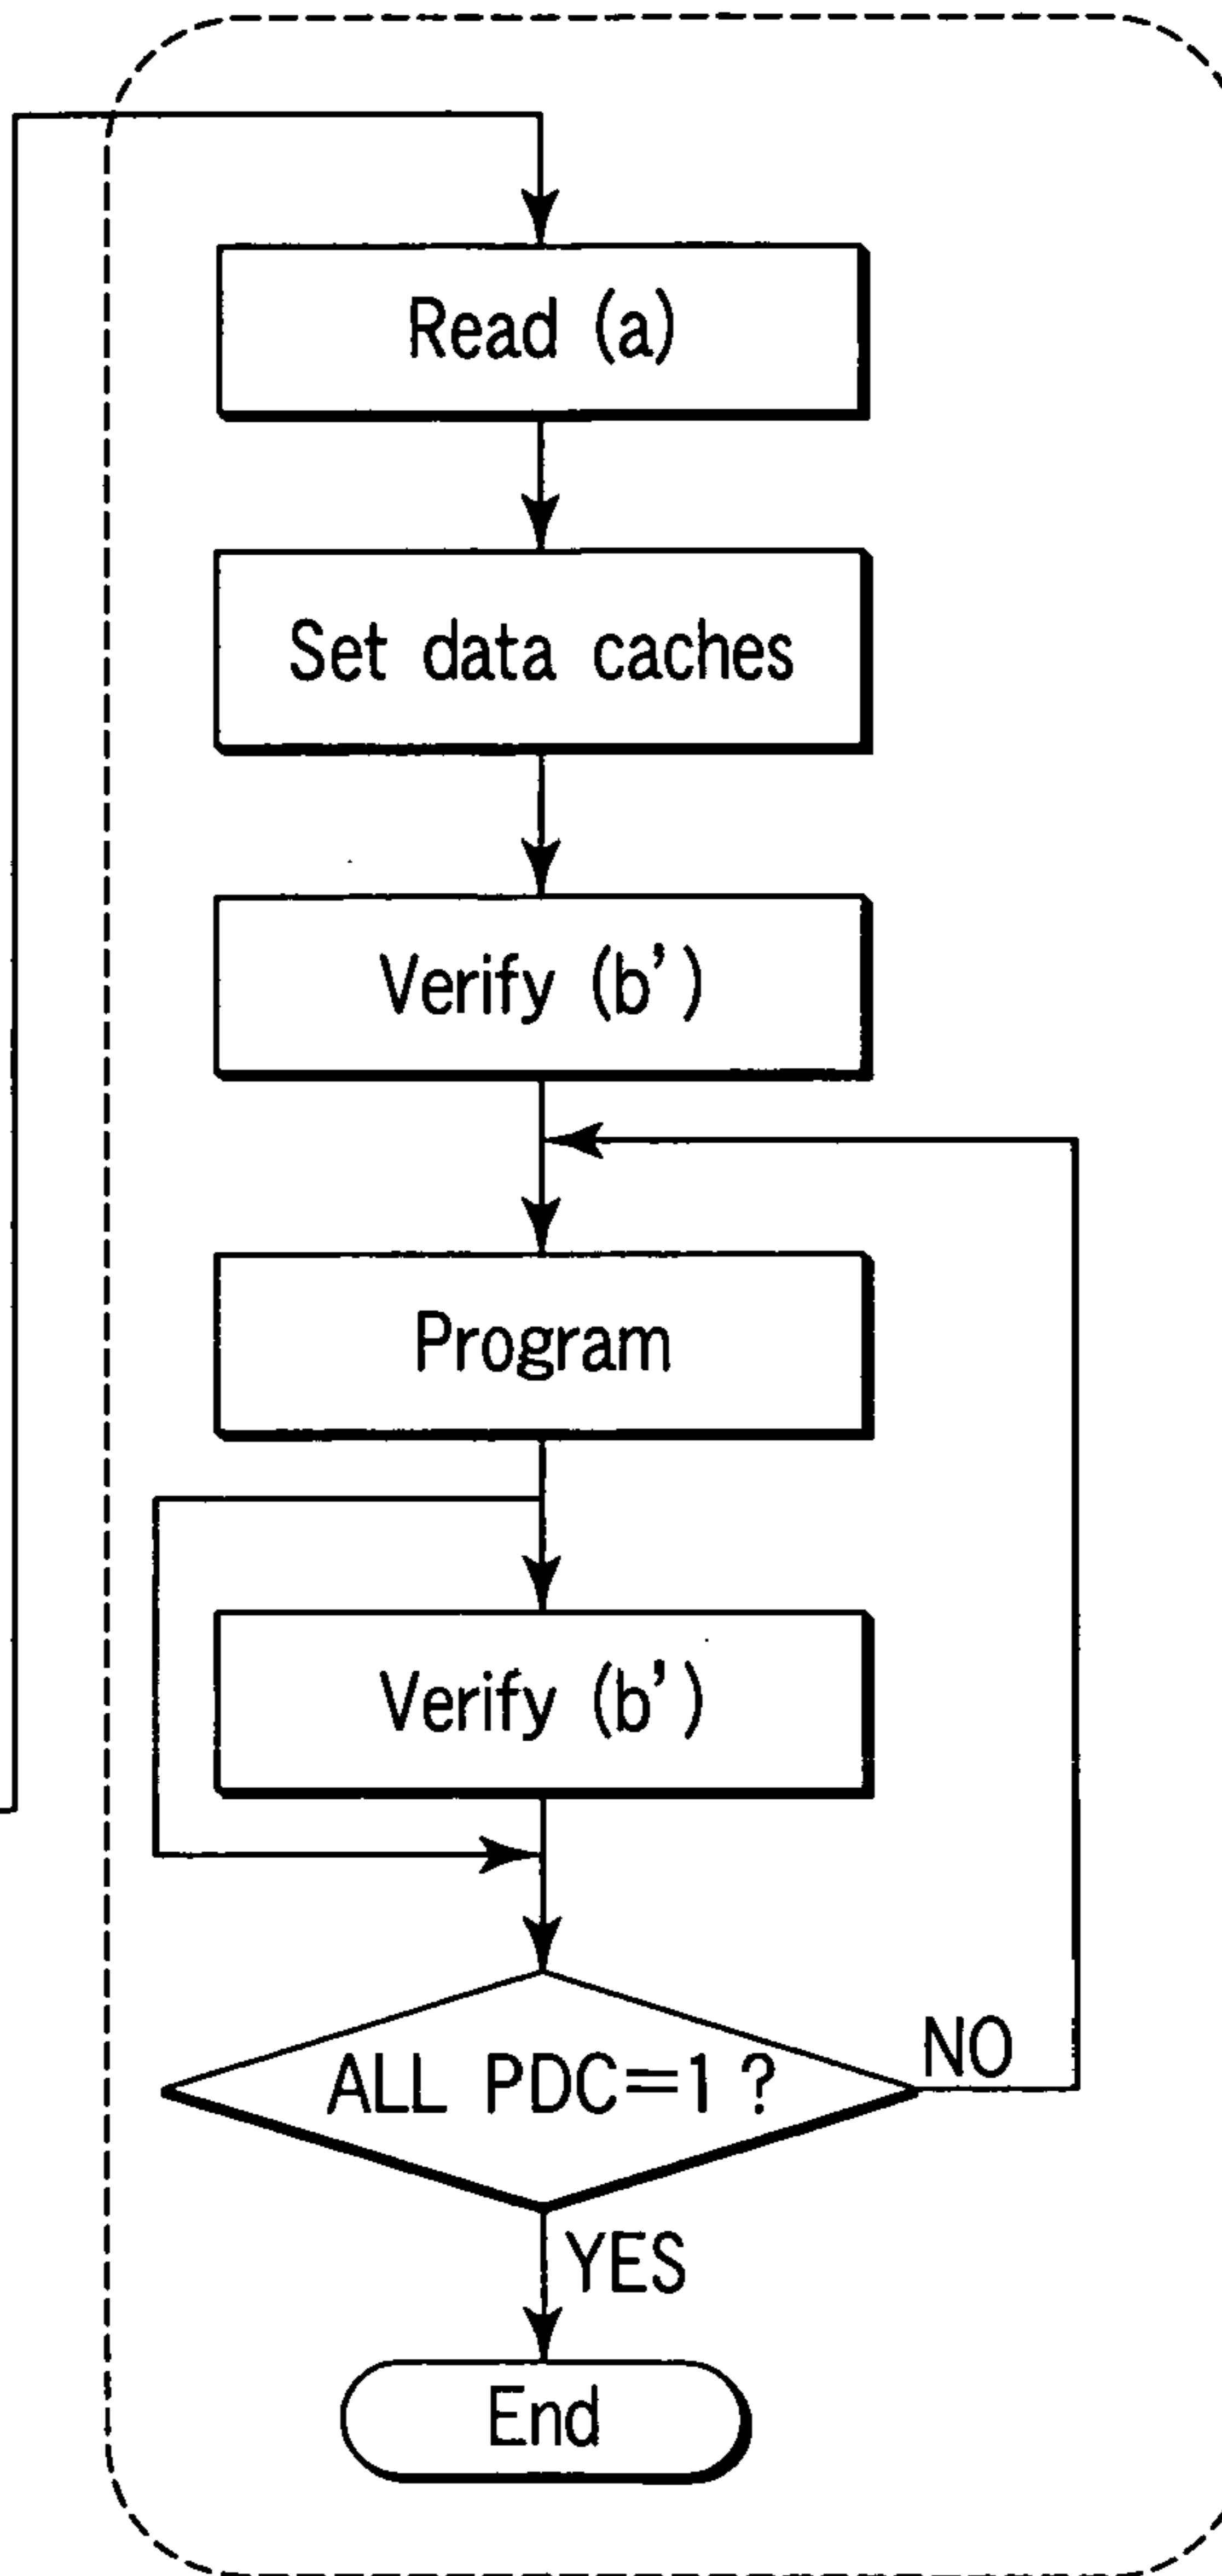 Read (a)
Set data caches
Verify (b’)
Program
Verify (b’)
ALL PDC=1 ?
NO
YES
End